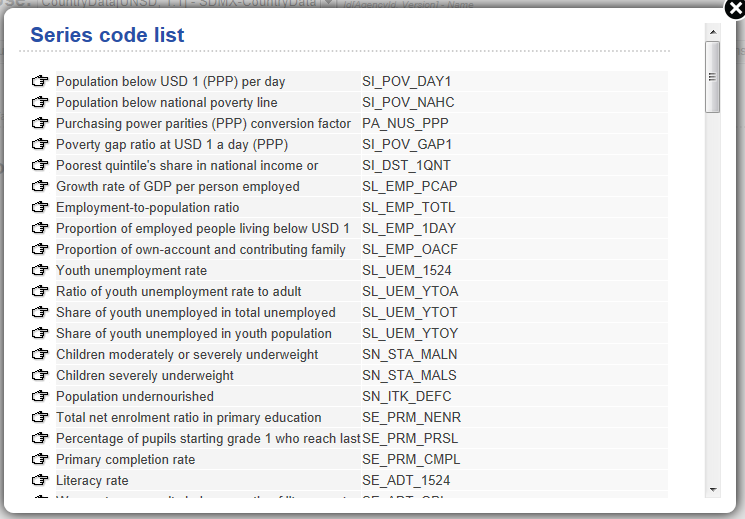 CountryData[UNSD, 1.1] - SDMX-CountryData
Series code list
Population below USD 1 (PPP) per day SI_POV_DAY1
Population below national poverty line SI_POV_NAHC
Purchasing power parities (PPP) conversion factor PA_NUS_PPP
Poverty gap ratio at USD 1 a day (PPP) SI_POV_GAP1
Poorest quintile's share in national income or SI_DST_1QNT
Growth rate of GDP per person employed SL_EMP_PCAP
Employment-to-population ratio SL_EMP_TOTL
Proportion of employed people living below USD 1 SL_EMP_1DAY
Proportion of own-account and contributing family SL_EMP_OACF
Youth unemployment rate SL_UEM_1524
Ratio of youth unemployment rate to adult SL_UEM_YTOA
Share of youth unemployed in total unemployed SL_UEM_YTOT
Share of youth unemployed in youth population SL_UEM_YTOY
Children moderately or severely underweight SN_STA_MALN
Children severely underweight SN_STA_MALS
Population undernourished SN_ITK_DEFC
Total net enrolment ratio in primary education SE_PRM_NENR
Percentage of pupils starting grade 1 who reach last SE_PRM_PRSL
Primary completion rate SE_PRM_CMPL
Literacy rate SE_ADT_1524